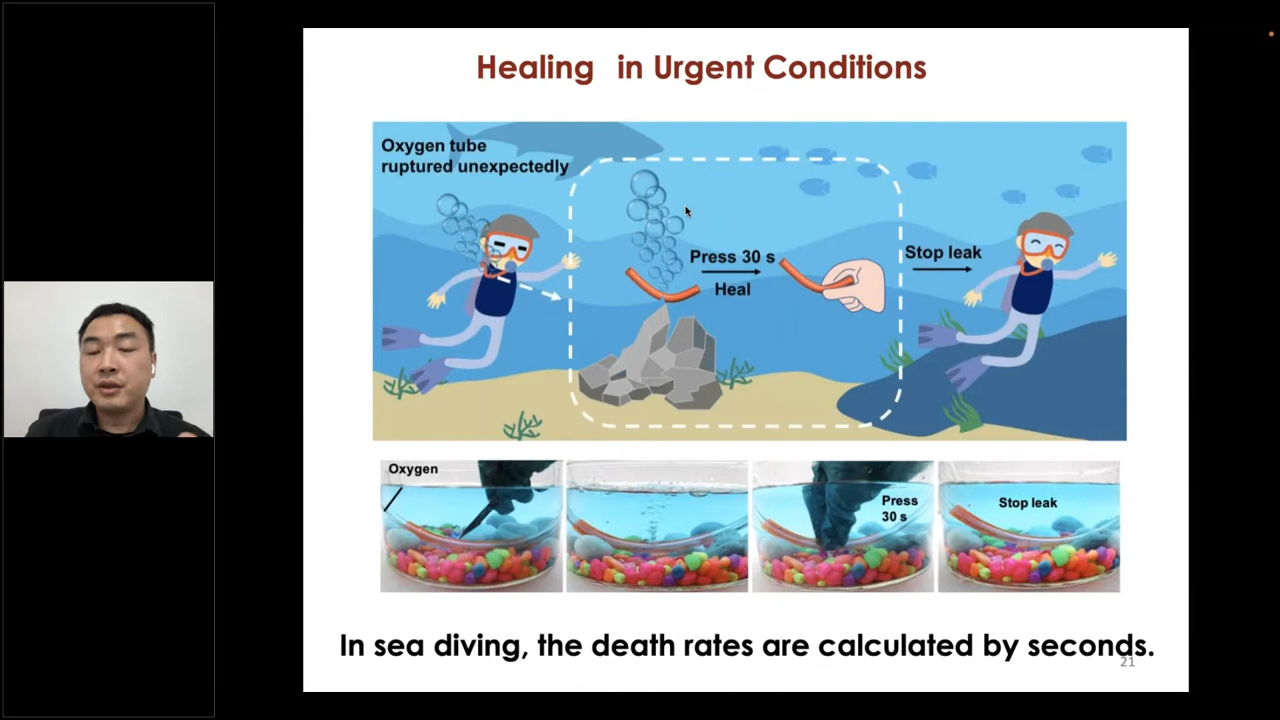 Healing in Urgent Conditions
Oxygen tube
ruptured unexpectedly
Press 30 s
Heal
Stop leak
Oxygen
Press
30 s
Stop leak
In sea diving, the death rates are calculated by seconds.
21